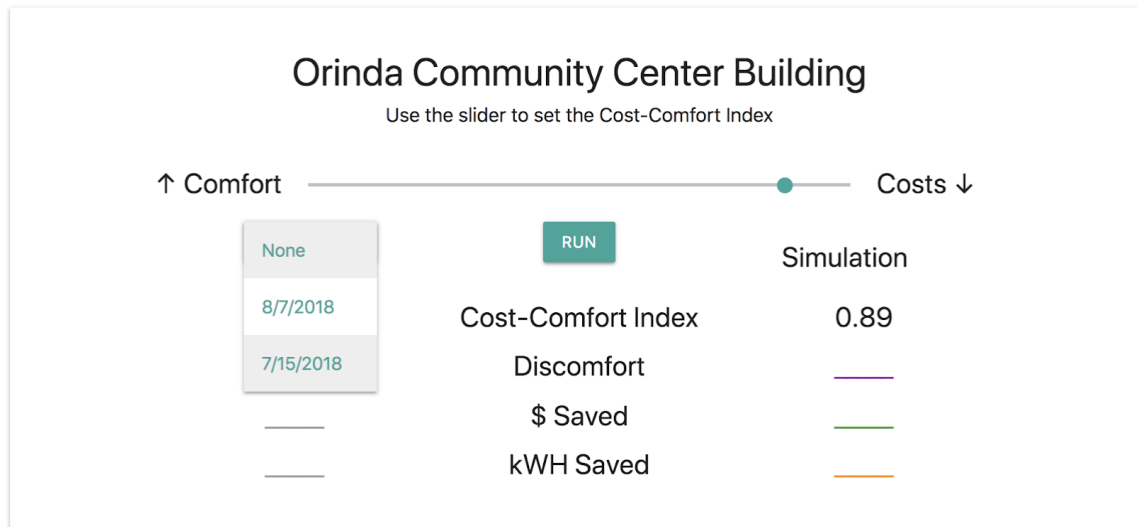 Orinda Community Center Building
Use the slider to set the Cost-Comfort Index
↑ Comfort Costs ↓
None
8/7/2018
7/15/2018
RUN
Simulation
Cost-Comfort Index 0.89
Discomfort
$ Saved
kWH Saved